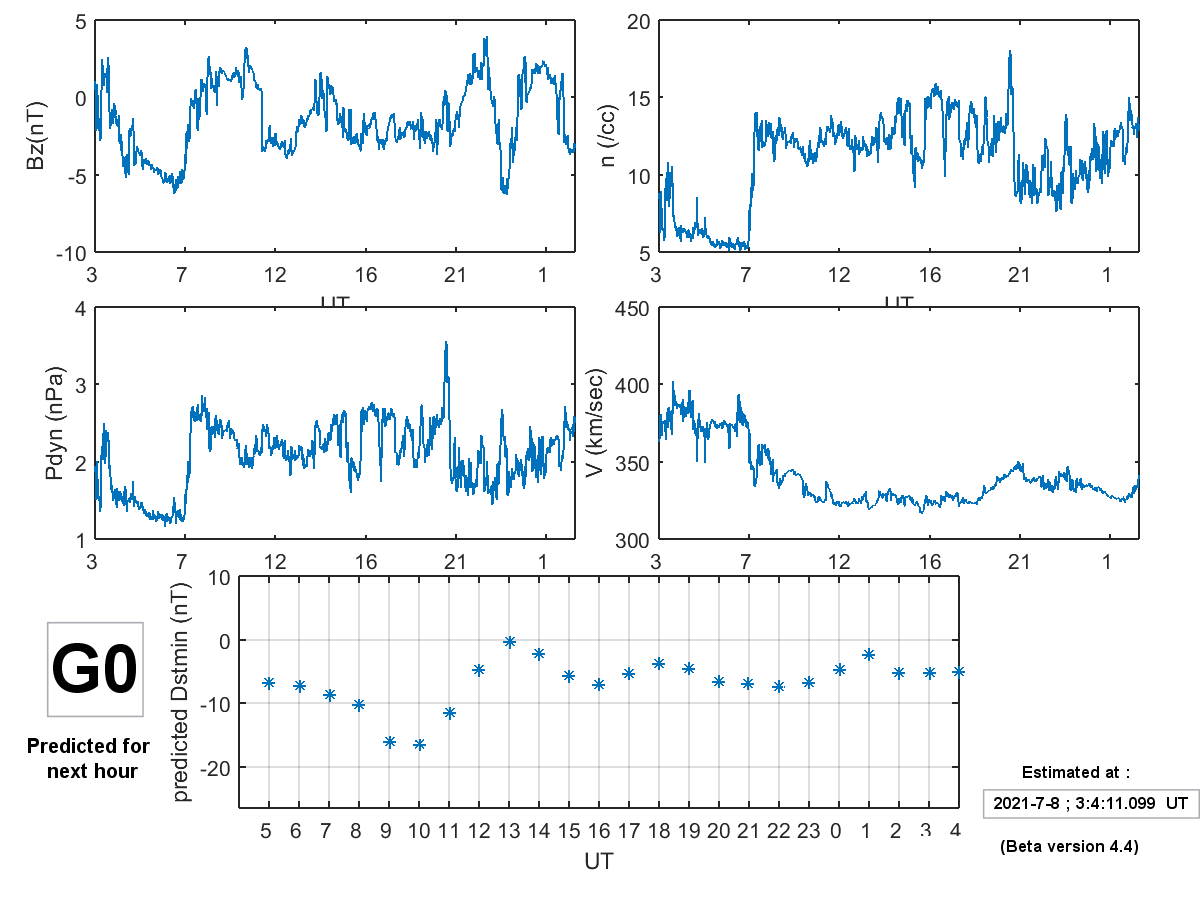 5
0
-5
-10
Bz(nT)
3 7 12 16 21 1
UT
20
15
10
5
n (/cc)
3 7 12 16 21 1
UT
4
3
2
1
Pdyn (nPa)
3 7 12 16 21 1
450
400
350
300
V (km/sec)
3 7 12 16 21 1
10
0
-10
-20
predicted Dstmin (nT)
5 6 7 8 9 10 11 12 13 14 15 16 17 18 19 20 21 22 23 0 1 2 3 4
UT
G0
Predicted for
next hour
Estimated at :
2021-7-8 ; 3:4:11.099 UT
(Beta version 4.4)